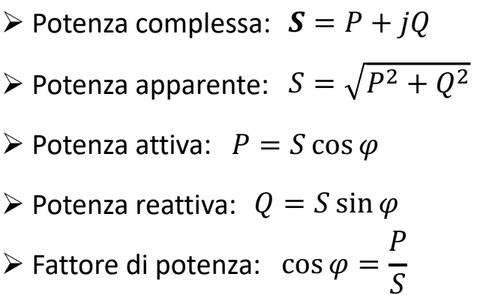 ➤ Potenza complessa: S = P + jQ
➤ Potenza apparente: S = √(P² + Q²)
➤ Potenza attiva: P = S cos φ
➤ Potenza reattiva: Q = S sin φ
➤ Fattore di potenza: cos φ = P/S